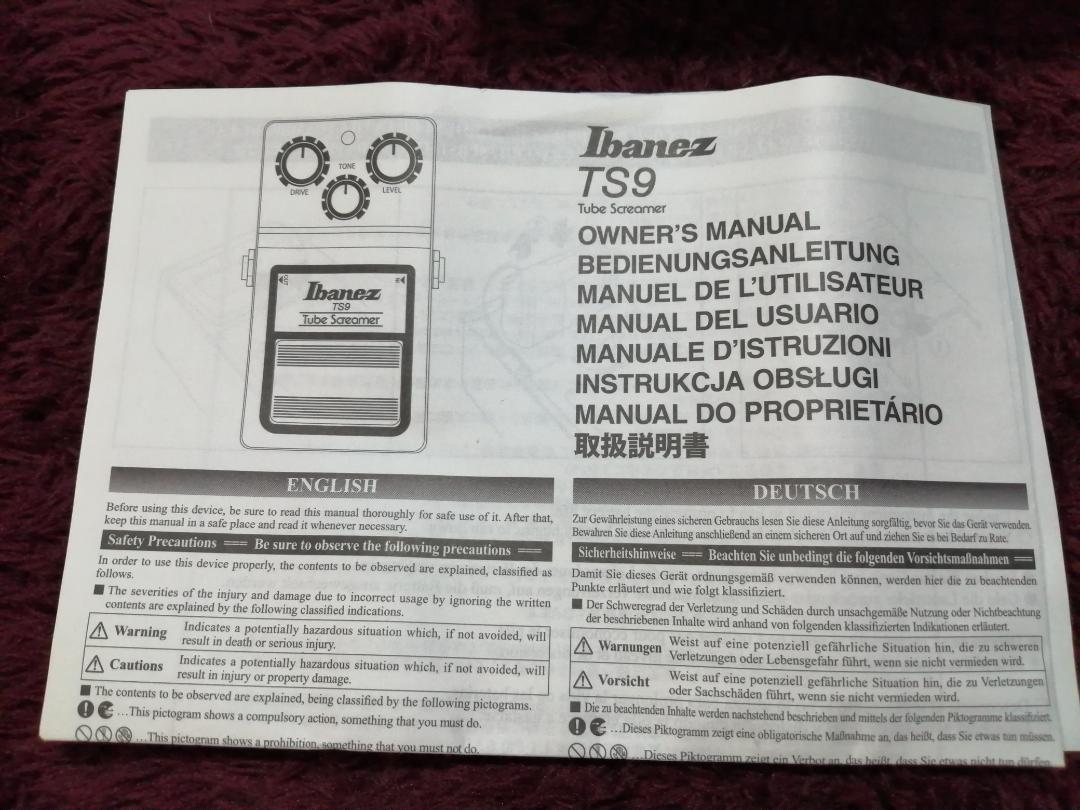 DRIVE
TONE
LEVEL
OUT
IN
Ibanez
TS9
Tube Screamer
Ibanez
TS9
Tube Screamer
OWNER'S MANUAL
BEDIENUNGSANLEITUNG
MANUEL DE L'UTILISATEUR
MANUAL DEL USUARIO
MANUALE D'ISTRUZIONI
INSTRUKCJA OBSŁUGI
MANUAL DO PROPRIETÁRIO
取扱説明書
ENGLISH
Before using this device, be sure to read this manual thoroughly for safe use of it. After that,
keep this manual in a safe place and read it whenever necessary.
Safety Precautions === Be sure to observe the following precautions ===
In order to use this device properly, the contents to be observed are explained, classified as
follows.
■ The severities of the injury and damage due to incorrect usage by ignoring the written
contents are explained by the following classified indications.
Warning Indicates a potentially hazardous situation which, if not avoided, will
result in death or serious injury.
Cautions Indicates a potentially hazardous situation which, if not avoided, will
result in injury or property damage.
■ The contents to be observed are explained, being classified by the following pictograms.
…This pictogram shows a compulsory action, something that you must do.
…This pictogram shows a prohibition, something that you must not do.
DEUTSCH
Zur Gewährleistung eines sicheren Gebrauchs lesen Sie diese Anleitung sorgfältig, bevor Sie das Gerät verwenden.
Bewahren Sie diese Anleitung anschließend an einem sicheren Ort auf und ziehen Sie es bei Bedarf zu Rate.
Sicherheitshinweise === Beachten Sie unbedingt die folgenden Vorsichtsmaßnahmen ===
Damit Sie dieses Gerät ordnungsgemäß verwenden können, werden hier die zu beachtenden
Punkte erläutert und wie folgt klassifiziert.
■ Der Schweregrad der Verletzung und Schäden durch unsachgemäße Nutzung oder Nichtbeachtung
der beschriebenen Inhalte wird anhand von folgenden klassifizierten Indikationen erläutert.
Warnungen Weist auf eine potenziell gefährliche Situation hin, die zu schweren
Verletzungen oder Lebensgefahr führt, wenn sie nicht vermieden wird.
Vorsicht Weist auf eine potenziell gefährliche Situation hin, die zu Verletzungen
oder Sachschäden führt, wenn sie nicht vermieden wird.
■ Die zu beachtenden Inhalte werden nachstehend beschrieben und mittels der folgenden Piktogramme klassifiziert.
…Dieses Piktogramm zeigt eine obligatorische Maßnahme an, das heißt, dass Sie etwas tun müssen.
…Dieses Piktogramm zeigt ein Verbot an, das heißt, dass Sie etwas nicht tun dürfen.